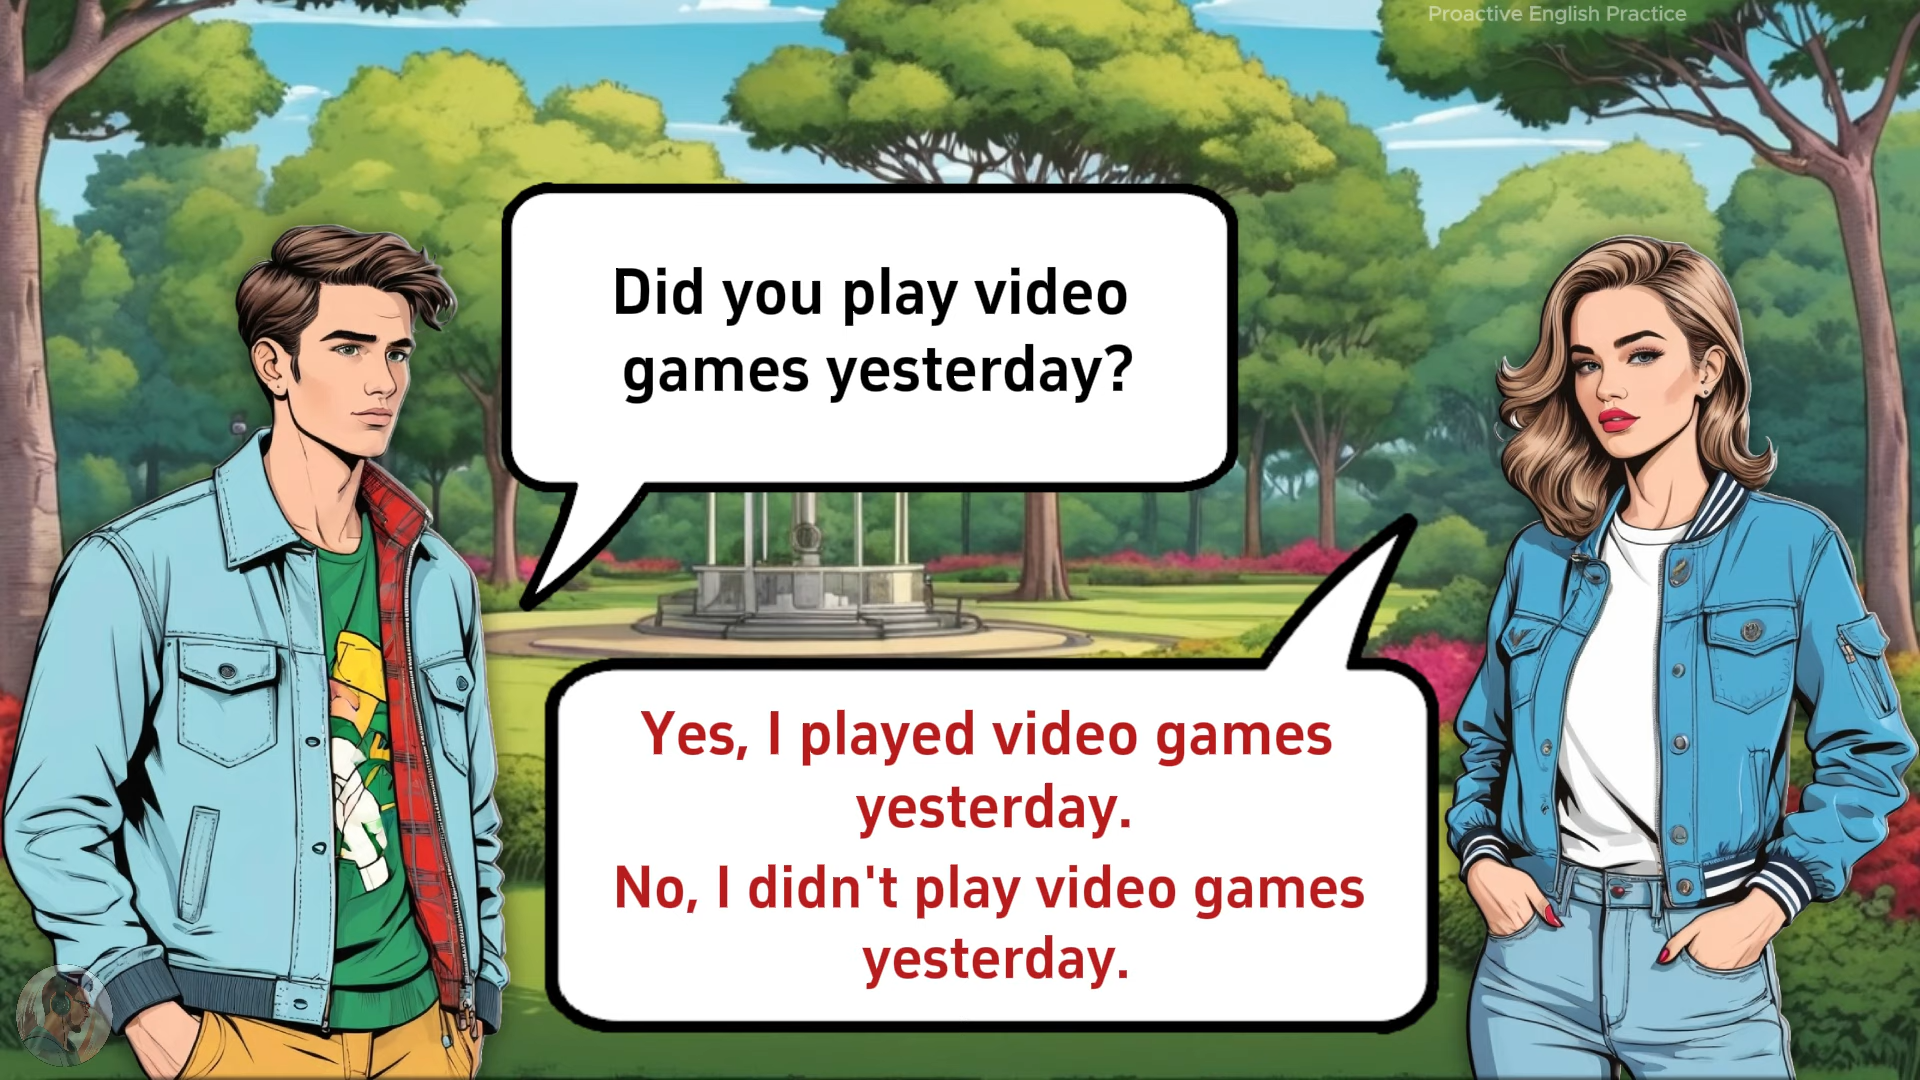 Proactive English Practice
Did you play video
games yesterday?
Yes, I played video games
yesterday.
No, I didn't play video games
yesterday.